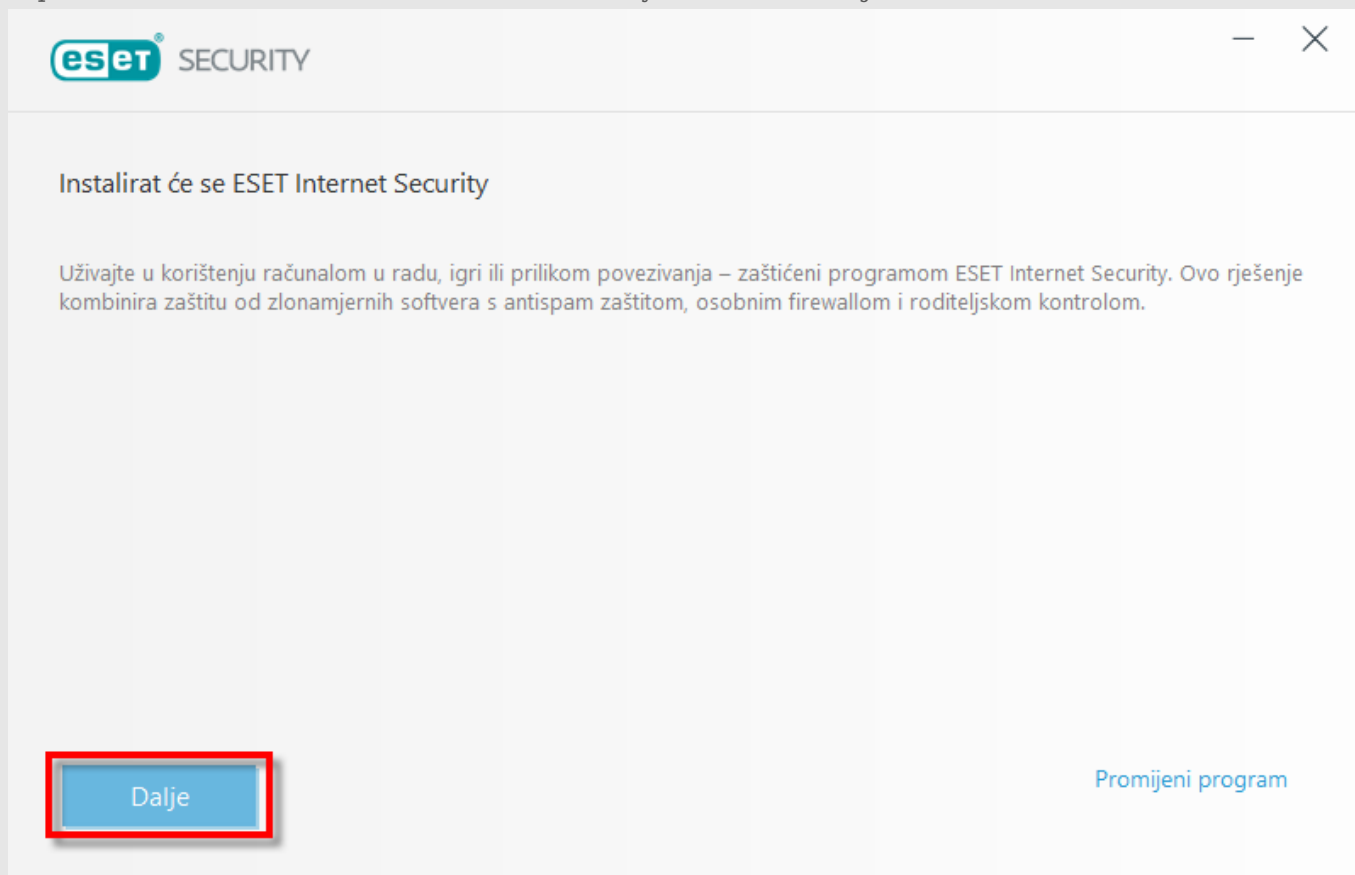 eset® SECURITY
Instalirat će se ESET Internet Security
Uživajte u korištenju računalom u radu, igri ili prilikom povezivanja – zaštićeni programom ESET Internet Security. Ovo rješenje
kombinira zaštitu od zlonamjernih softvera s antispam zaštitom, osobnim firewallom i roditeljskom kontrolom.
Promijeni program
Dalje